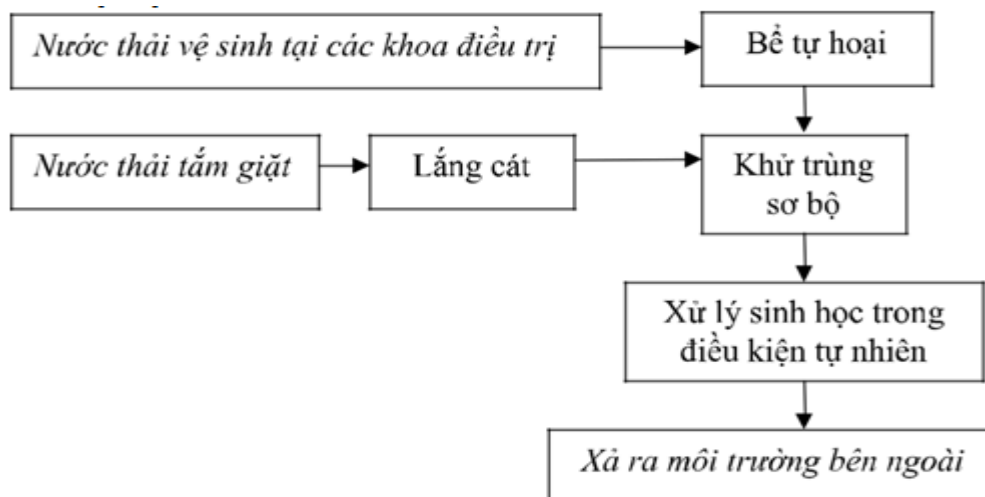 Nước thải vệ sinh tại các khoa điều trị
Bể tự hoại
Nước thải tắm giặt
Lắng cát
Khử trùng
sơ bộ
Xử lý sinh học trong
điều kiện tự nhiên
Xả ra môi trường bên ngoài